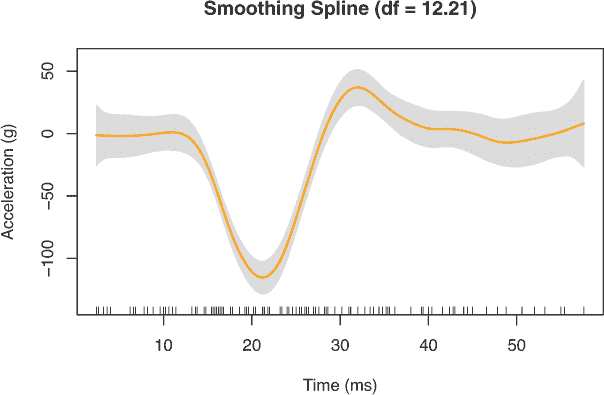 Smoothing Spline (df = 12.21)
Acceleration (g)
50
0
−50
−100
10 20 30 40 50
Time (ms)